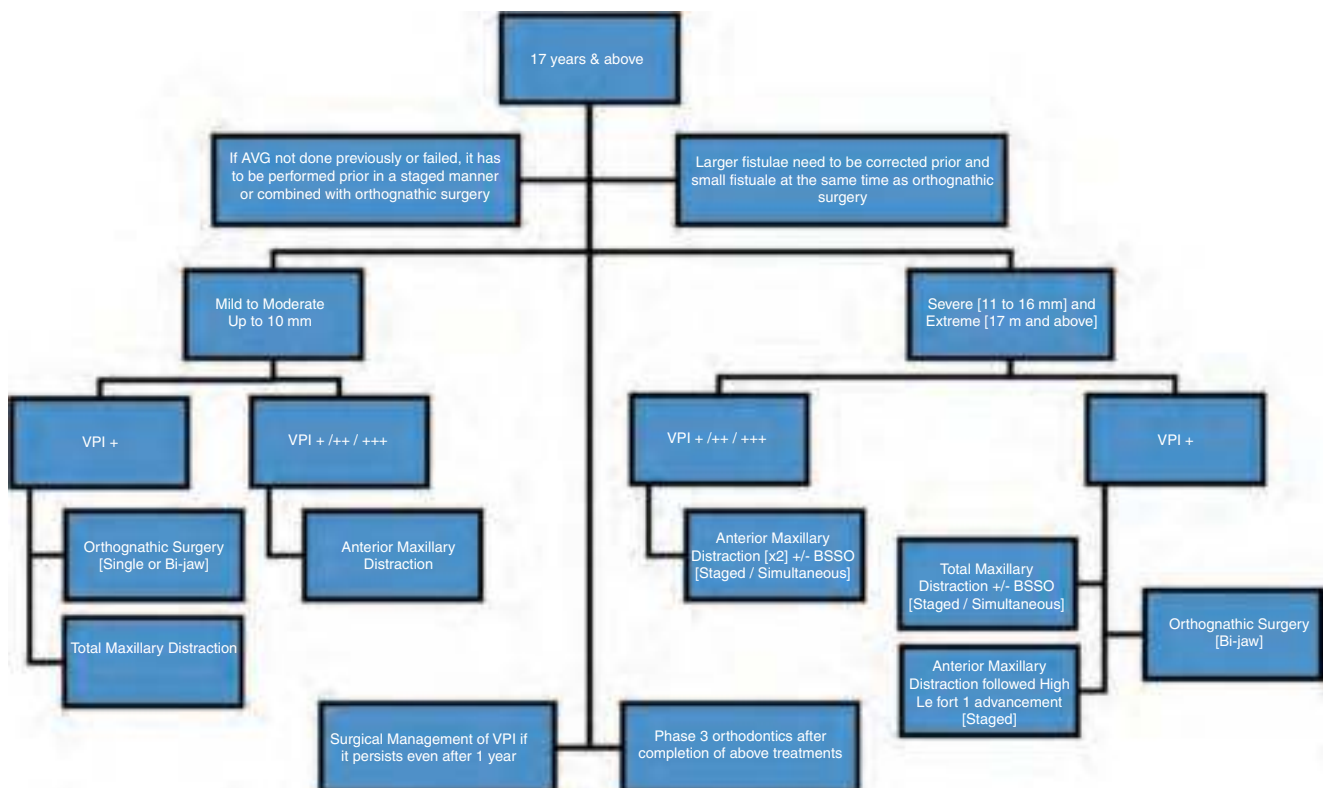 17 years & above
If AVG not done previously or failed, it has
to be performed prior in a staged manner
or combined with orthognathic surgery
Larger fistulae need to be corrected prior and
small fistuale at the same time as orthognathic
surgery
Mild to Moderate
Up to 10 mm
Severe [11 to 16 mm] and
Extreme [17 m and above]
VPI +
VPI + /++ / +++
VPI + /++ / +++
VPI +
Orthognathic Surgery
[Single or Bi-jaw]
Total Maxillary Distraction
Anterior Maxillary
Distraction
Anterior Maxillary
Distraction [x2] +/- BSSO
[Staged / Simultaneous]
Total Maxillary
Distraction +/- BSSO
[Staged / Simultaneous]
Anterior Maxillary
Distraction followed High
Le fort 1 advancement
[Staged]
Orthognathic Surgery
[Bi-jaw]
Surgical Management of VPI if
it persists even after 1 year
Phase 3 orthodontics after
completion of above treatments